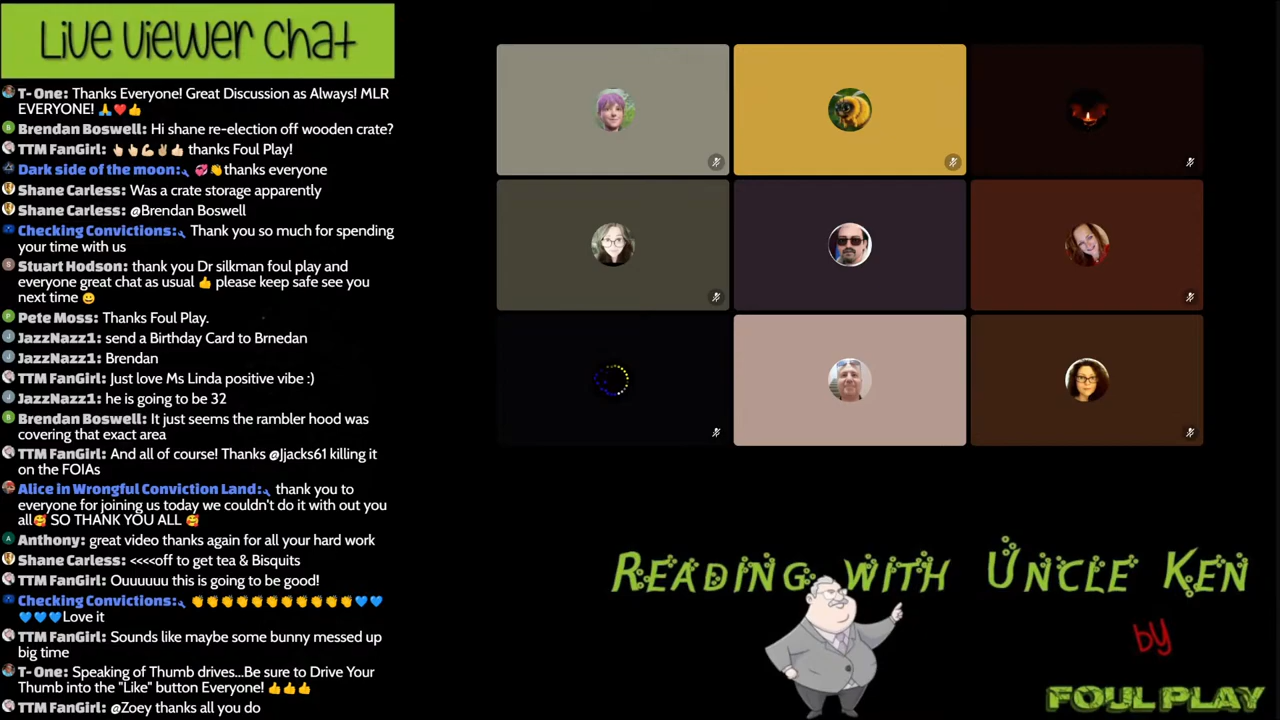 Live Viewer Chat
T-One: Thanks Everyone! Great Discussion as Always! MLR
EVERYONE! 🙏❤️👍
Brendan Boswell: Hi shane re-election off wooden crate?
TTM FanGirl: 👆🏻👆🏻💪🏻✌🏻👍🏻 thanks Foul Play!
Dark side of the moon: 💞👏thanks everyone
Shane Carless: Was a crate storage apparently
Shane Carless: @Brendan Boswell
Checking Convictions: Thank you so much for spending
your time with us
Stuart Hodson: thank you Dr silkman foul play and
everyone great chat as usual 👍 please keep safe see you
next time 😀
Pete Moss: Thanks Foul Play.
JazzNazz1: send a Birthday Card to Brnedan
JazzNazz1: Brendan
TTM FanGirl: Just love Ms Linda positive vibe :)
JazzNazz1: he is going to be 32
Brendan Boswell: It just seems the rambler hood was
covering that exact area
TTM FanGirl: And all of course! Thanks @Jjacks61 killing it
on the FOIAs
Alice in Wrongful Conviction Land: thank you to
everyone for joining us today we couldn't do it with out you
all🥰 SO THANK YOU ALL 🥰
Anthony: great video thanks again for all your hard work
Shane Carless: <<<<off to get tea & Bisquits
TTM FanGirl: Ouuuuuu this is going to be good!
Checking Convictions: 👏👏👏👏👏👏👏👏👏👏👏💙💙
💙💙💙Love it
TTM FanGirl: Sounds like maybe some bunny messed up
big time
T-One: Speaking of Thumb drives...Be sure to Drive Your
Thumb into the "Like" button Everyone! 👍👍👍
TTM FanGirl: @Zoey thanks all you do
Reading with Uncle Ken
by
FOUL PLAY